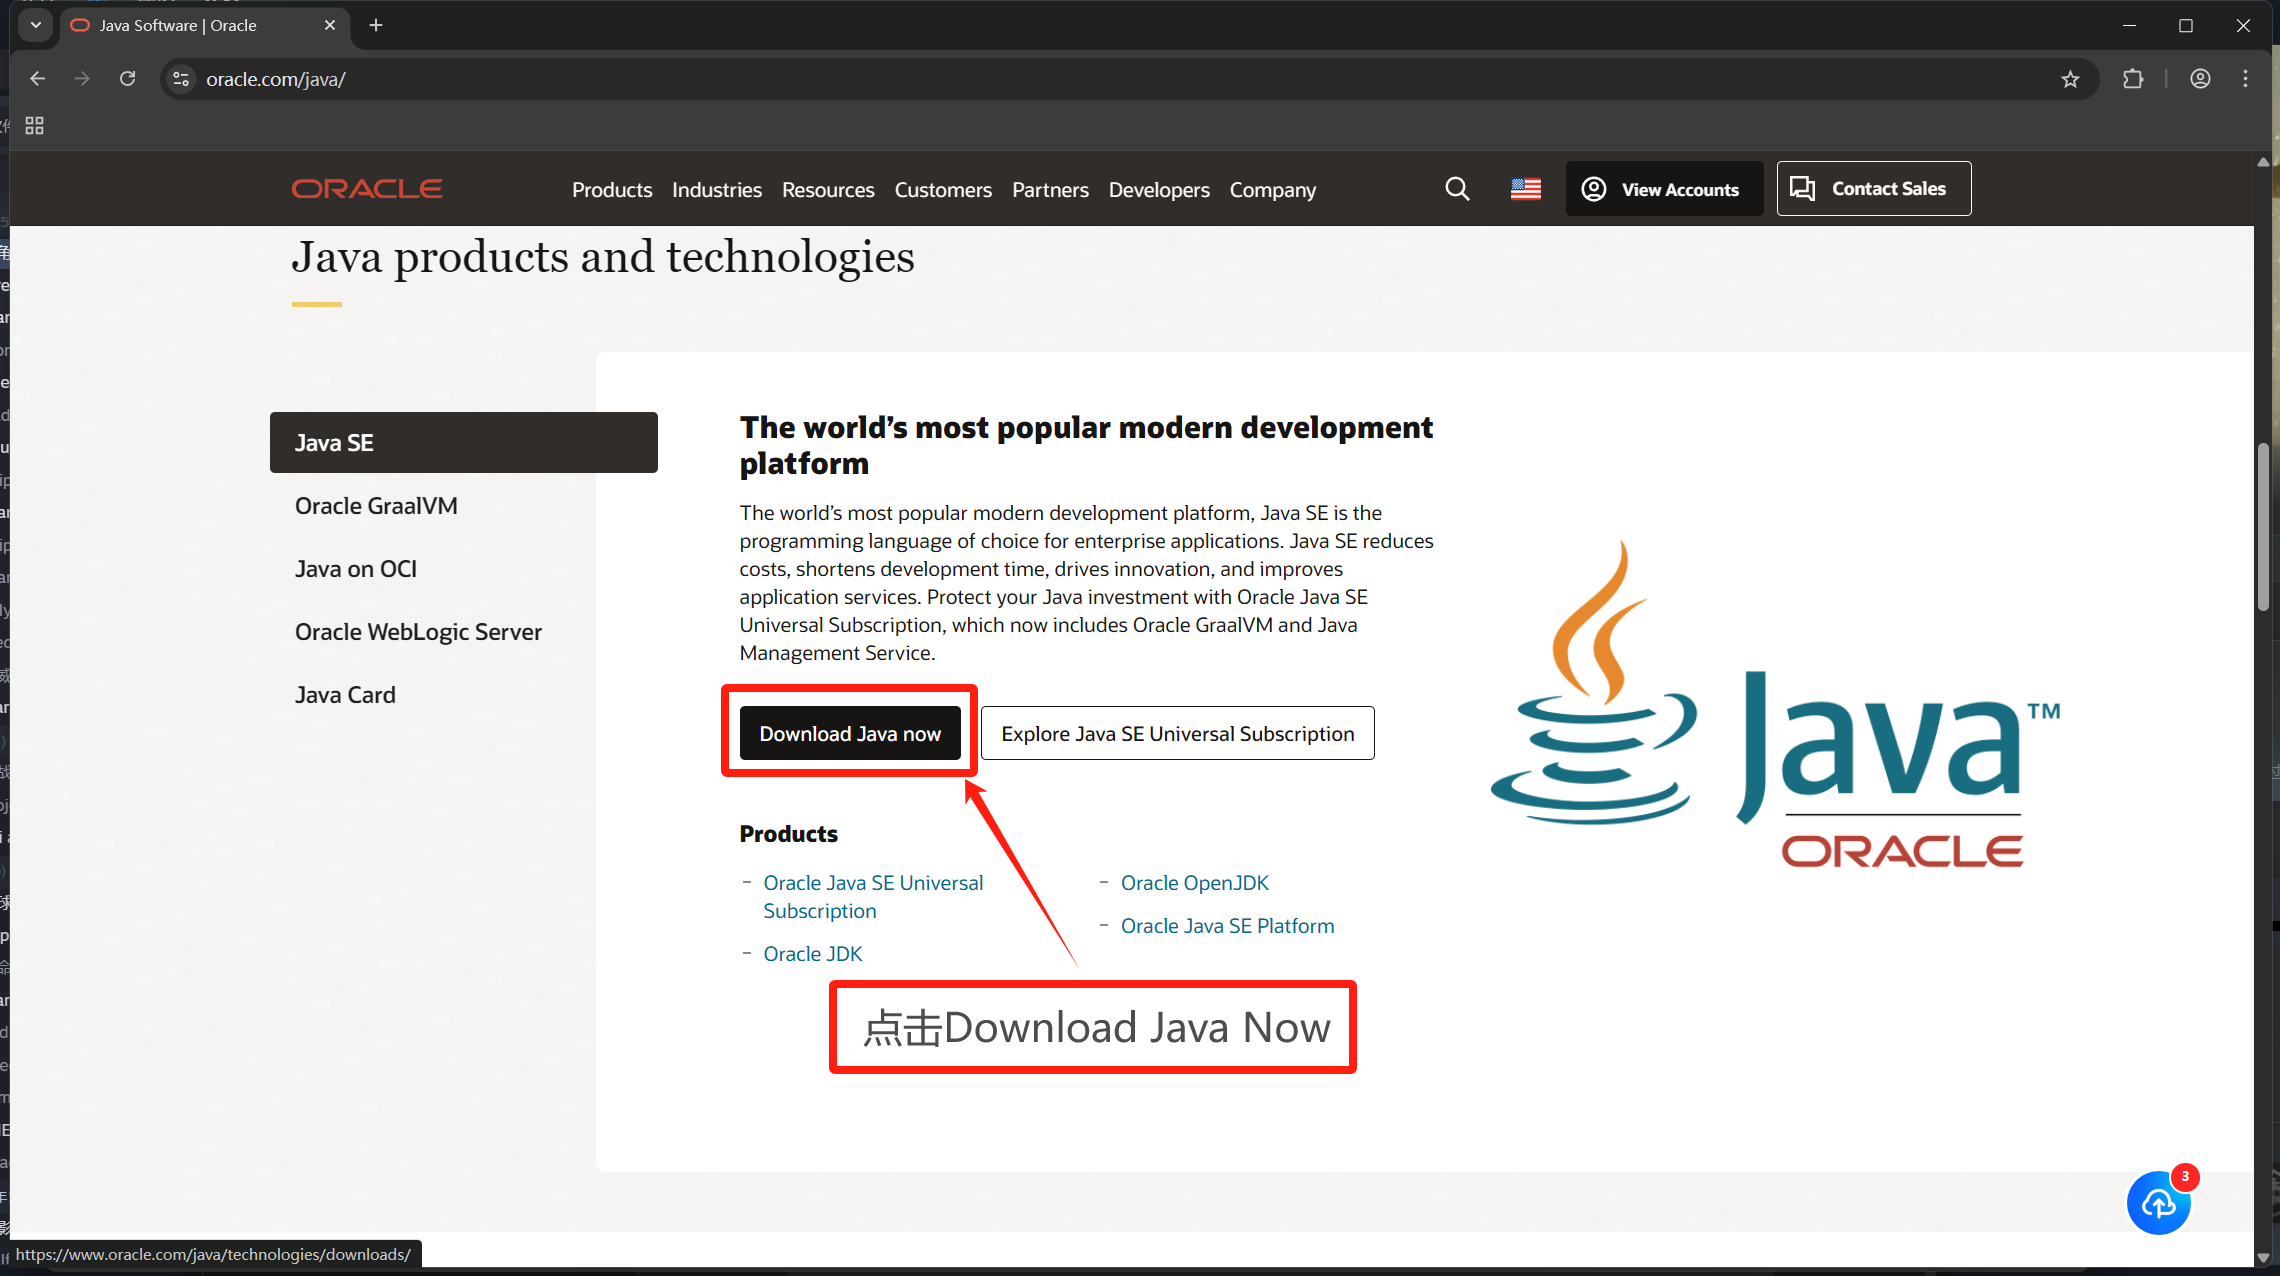 Java Software | Oracle
oracle.com/java/
ORACLE
Products Industries Resources Customers Partners Developers Company
View Accounts
Contact Sales
Java products and technologies
Java SE
Oracle GraalVM
Java on OCI
Oracle WebLogic Server
Java Card
The world’s most popular modern development
platform
The world’s most popular modern development platform, Java SE is the
programming language of choice for enterprise applications. Java SE reduces
costs, shortens development time, drives innovation, and improves
application services. Protect your Java investment with Oracle Java SE
Universal Subscription, which now includes Oracle GraalVM and Java
Management Service.
Download Java now
Explore Java SE Universal Subscription
Products
– Oracle Java SE Universal
Subscription
– Oracle JDK
– Oracle OpenJDK
– Oracle Java SE Platform
Java™
ORACLE
点击Download Java Now
3
https://www.oracle.com/java/technologies/downloads/